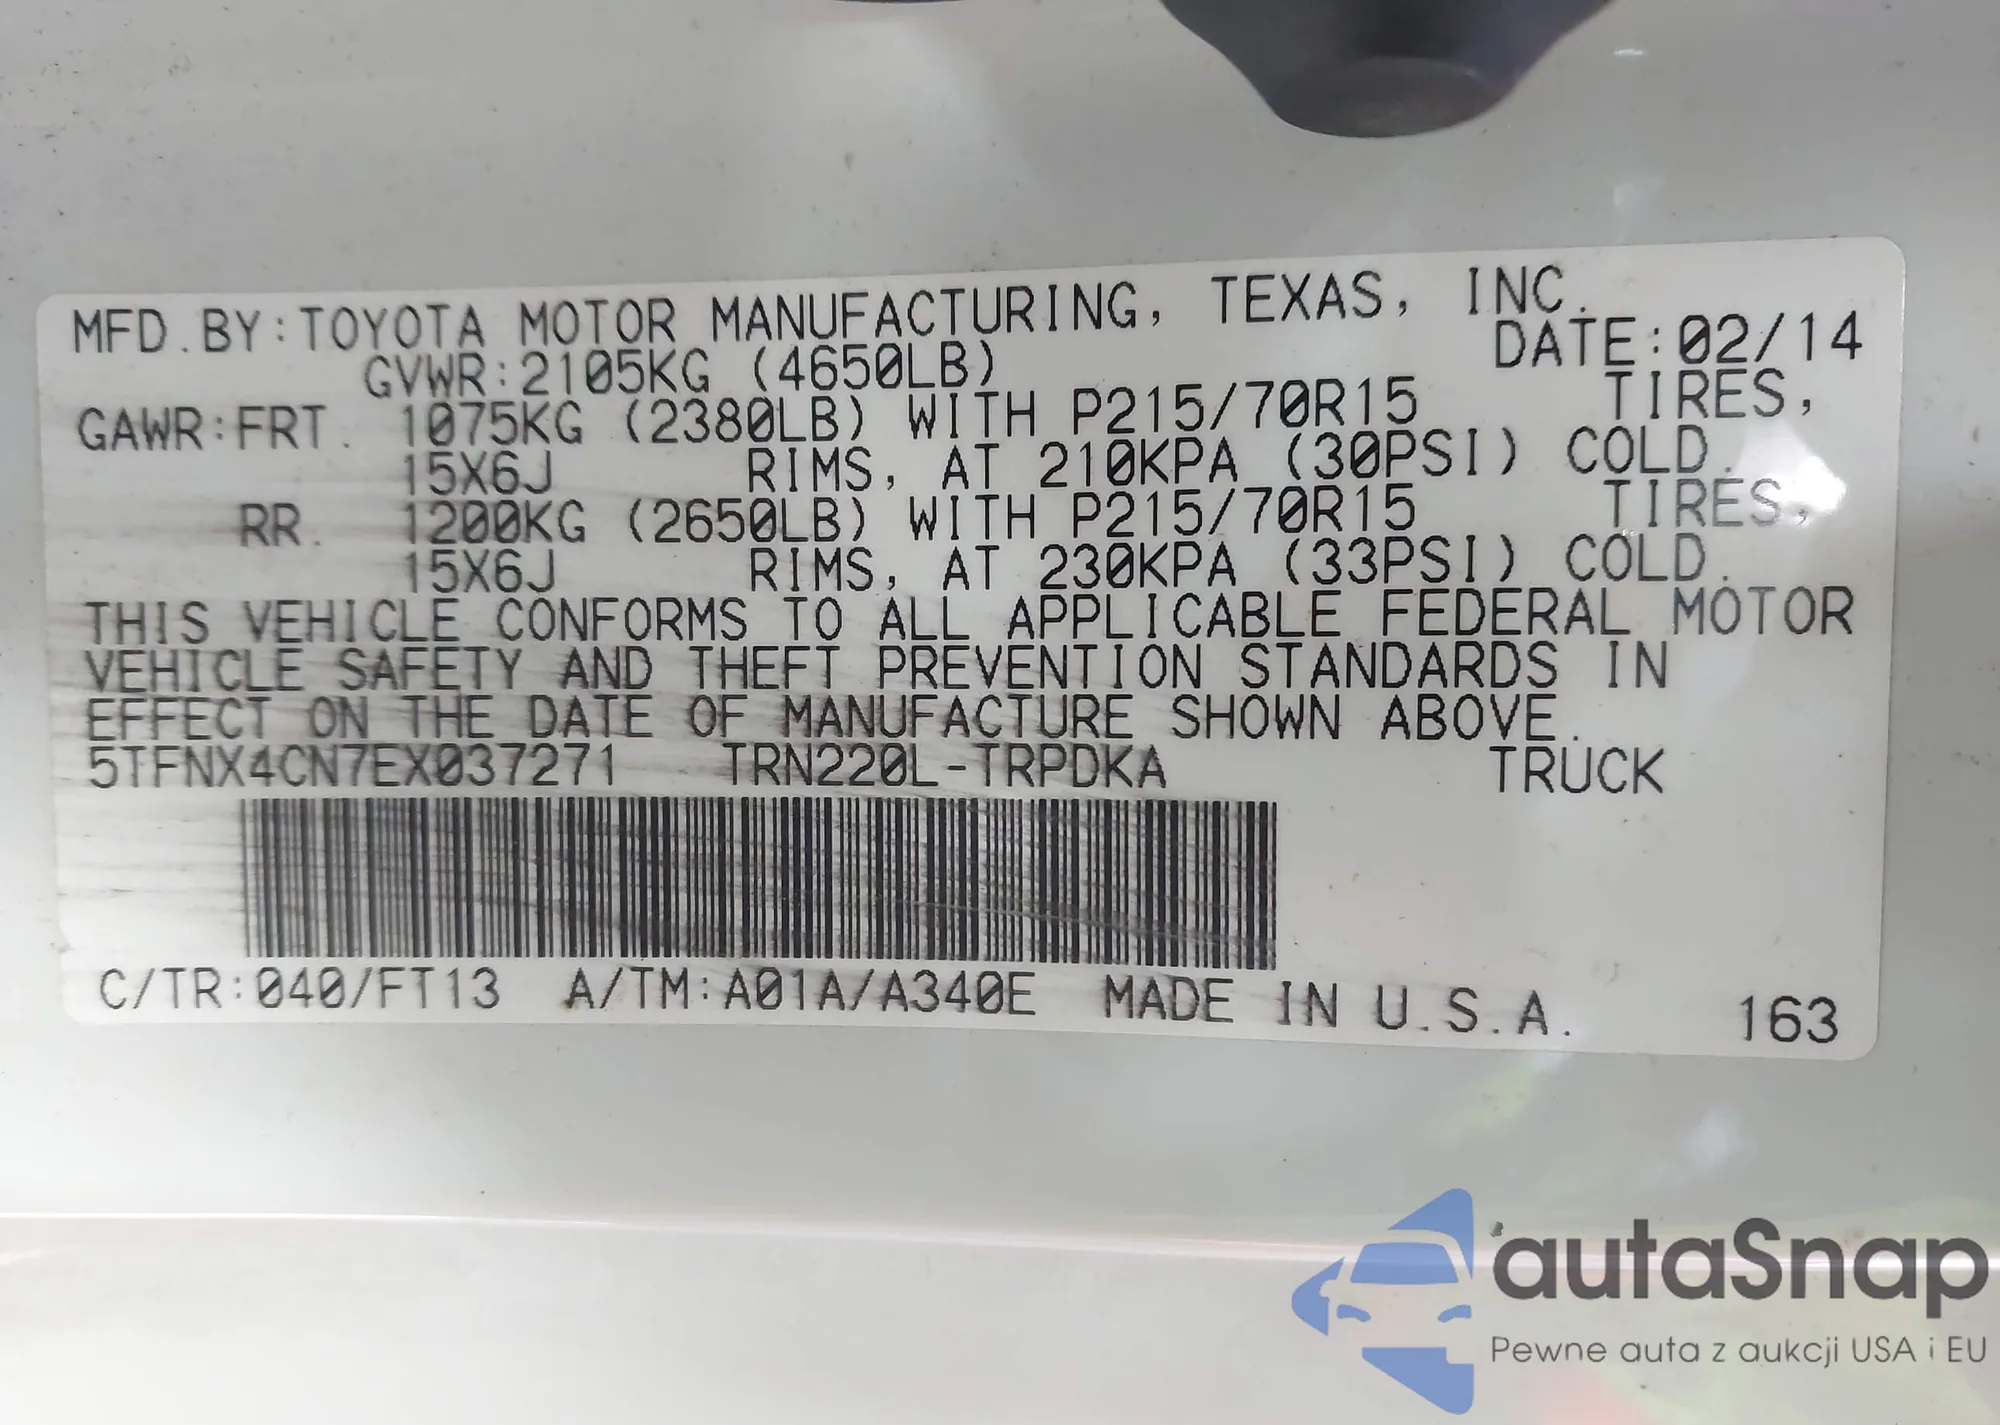 MFD.BY:TOYOTA MOTOR MANUFACTURING, TEXAS, INC.
GVWR:2105KG (4650LB) DATE:02/14
GAWR:FRT. 1075KG (2380LB) WITH P215/70R15 TIRES,
15X6J RIMS, AT 210KPA (30PSI) COLD.
RR. 1200KG (2650LB) WITH P215/70R15 TIRES,
15X6J RIMS, AT 230KPA (33PSI) COLD.
THIS VEHICLE CONFORMS TO ALL APPLICABLE FEDERAL MOTOR
VEHICLE SAFETY AND THEFT PREVENTION STANDARDS IN
EFFECT ON THE DATE OF MANUFACTURE SHOWN ABOVE.
5TFNX4CN7EX037271 TRN220L-TRPDKA TRUCK
C/TR:040/FT13 A/TM:A01A/A340E MADE IN U.S.A. 163
autaSnap
Pewne auta z aukcji USA i EU